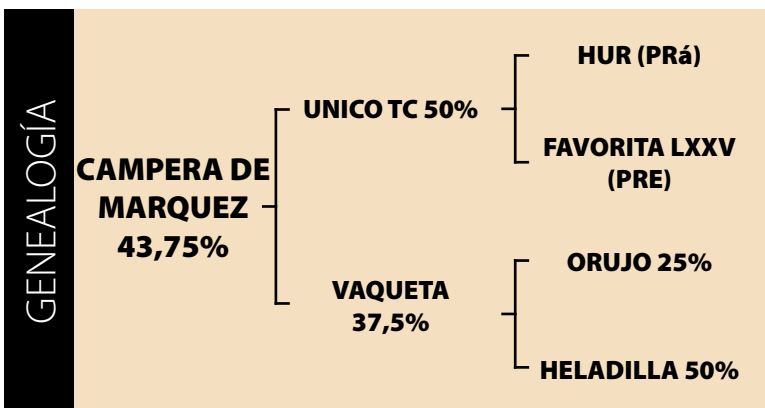 GENEALOGÍA
CAMPERA DE
MARQUEZ
43,75%
UNICO TC 50%
HUR (PRá)
FAVORITA LXXV
(PRE)
VAQUETA
37,5%
ORUJO 25%
HELADILLA 50%